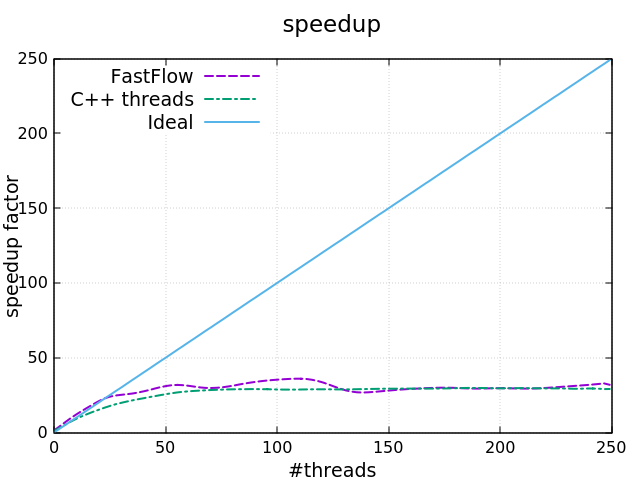 speedup
FastFlow
C++ threads
Ideal
speedup factor
250
200
150
100
50
0
0 50 100 150 200 250
#threads